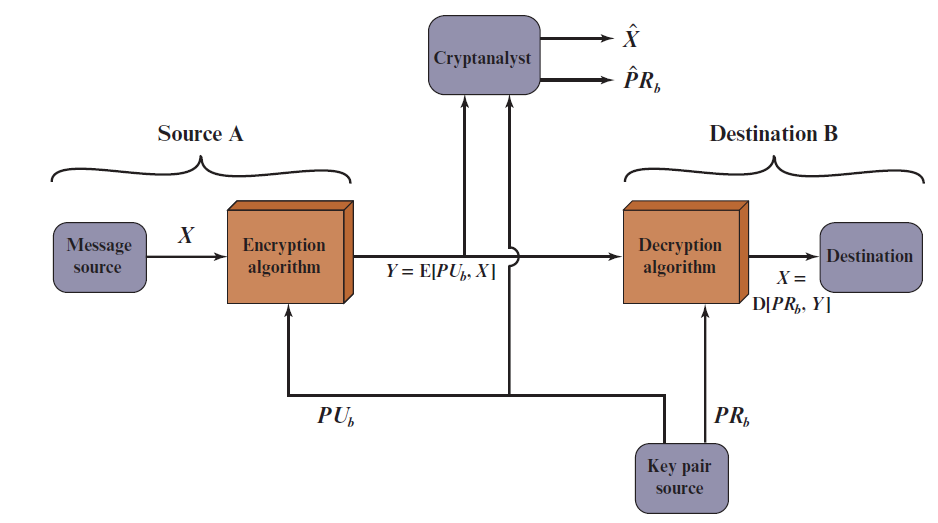 X̂
Cryptanalyst
P̂R_b
Source A
Destination B
Message
source
X
Encryption
algorithm
Y = E[PU_b, X]
Decryption
algorithm
Destination
X =
D[PR_b, Y]
PU_b
PR_b
Key pair
source